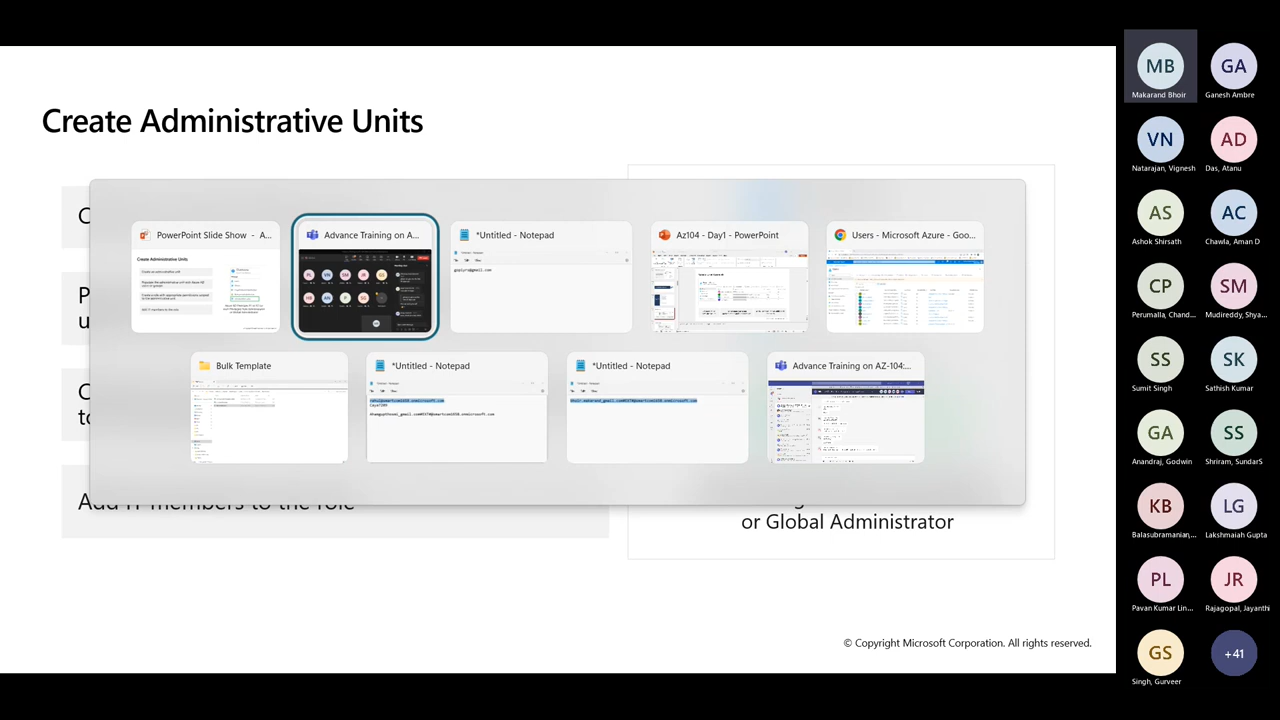 Create Administrative Units
PowerPoint Slide Show - A...
Advance Training on A...
*Untitled - Notepad
Az104 - Day1 - PowerPoint
Users - Microsoft Azure - Goo...
Create Administrative Units
Bulk Template
*Untitled - Notepad
*Untitled - Notepad
Advance Training on AZ-104:...
Add IT members to the role
or Global Administrator
© Copyright Microsoft Corporation. All rights reserved.
MB
Makarand Bhoir
GA
Ganesh Ambre
VN
Natarajan, Vignesh
AD
Das, Atanu
AS
Ashok Shirsath
AC
Chawla, Aman D
CP
Perumalla, Chand...
SM
Mudireddy, Shya...
SS
Sumit Singh
SK
Sathish Kumar
GA
Anandraj, Godwin
SS
Shriram, SundarS
KB
Balasubramanian,...
LG
Lakshmaiah Gupta
PL
Pavan Kumar Lin...
JR
Rajagopal, Jayanthi
GS
Singh, Gurveer
+41